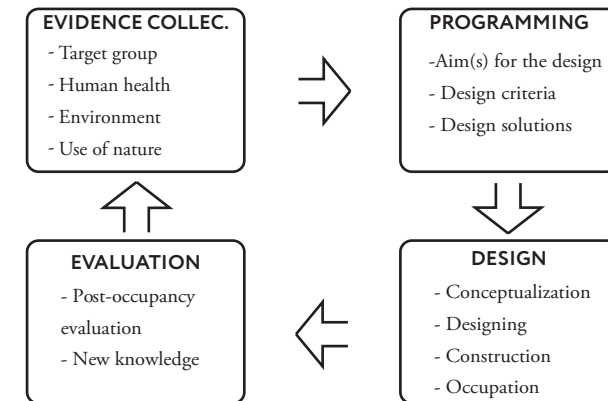 EVIDENCE COLLEC.
- Target group
- Human health
- Environment
- Use of nature
PROGRAMMING
-Aim(s) for the design
- Design criteria
- Design solutions
DESIGN
- Conceptualization
- Designing
- Construction
- Occupation
EVALUATION
- Post-occupancy
evaluation
- New knowledge